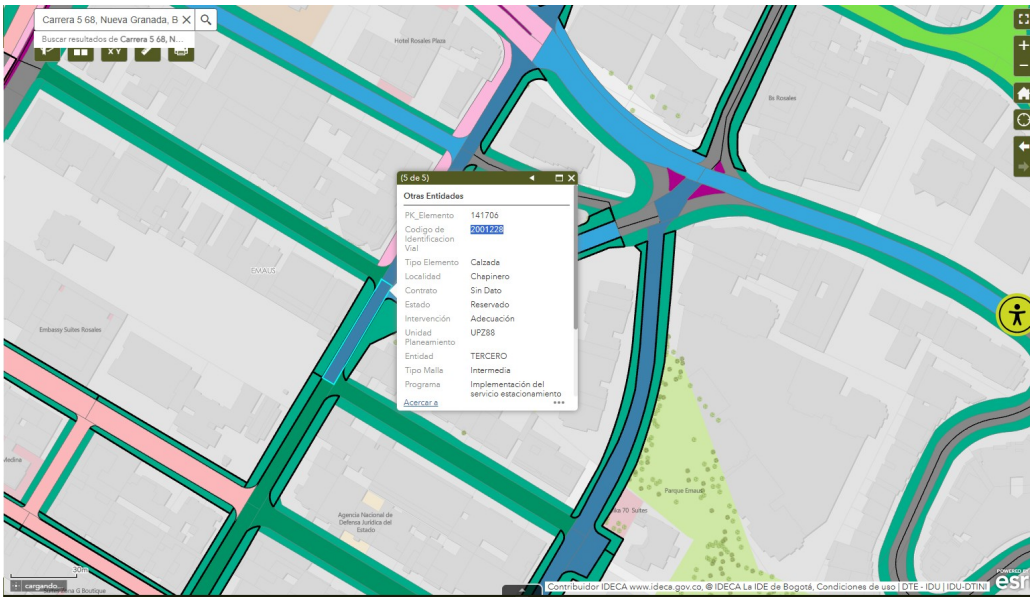 Carrera 5 68, Nueva Granada, B
Buscar resultados de Carrera 5 68, N...
X Y
Hotel Rosales Plaza
Ba Rosales
EMAUS
Embassy Suites Rosales
(5 de 5)
Otras Entidades
PK_Elemento 141706
Codigo de Identificacion Vial 2001228
Tipo Elemento Calzada
Localidad Chapinero
Contrato Sin Dato
Estado Reservado
Intervención Adecuación
Unidad Planeamiento UPZ88
Entidad TERCERO
Tipo Malla Intermedia
Programa Implementación del
servicio estacionamiento
Acercar a
Medina
Agencia Nacional de
Defensa Jurídica del
Estado
Parque Emaus
70 Suites
30m
cargando...
G Boutique
Contribuidor IDECA www.ideca.gov.co, @ IDECA La IDE de Bogotá, Condiciones de uso | DTE - IDU | IDU-DTINI
POWERED BY
esri